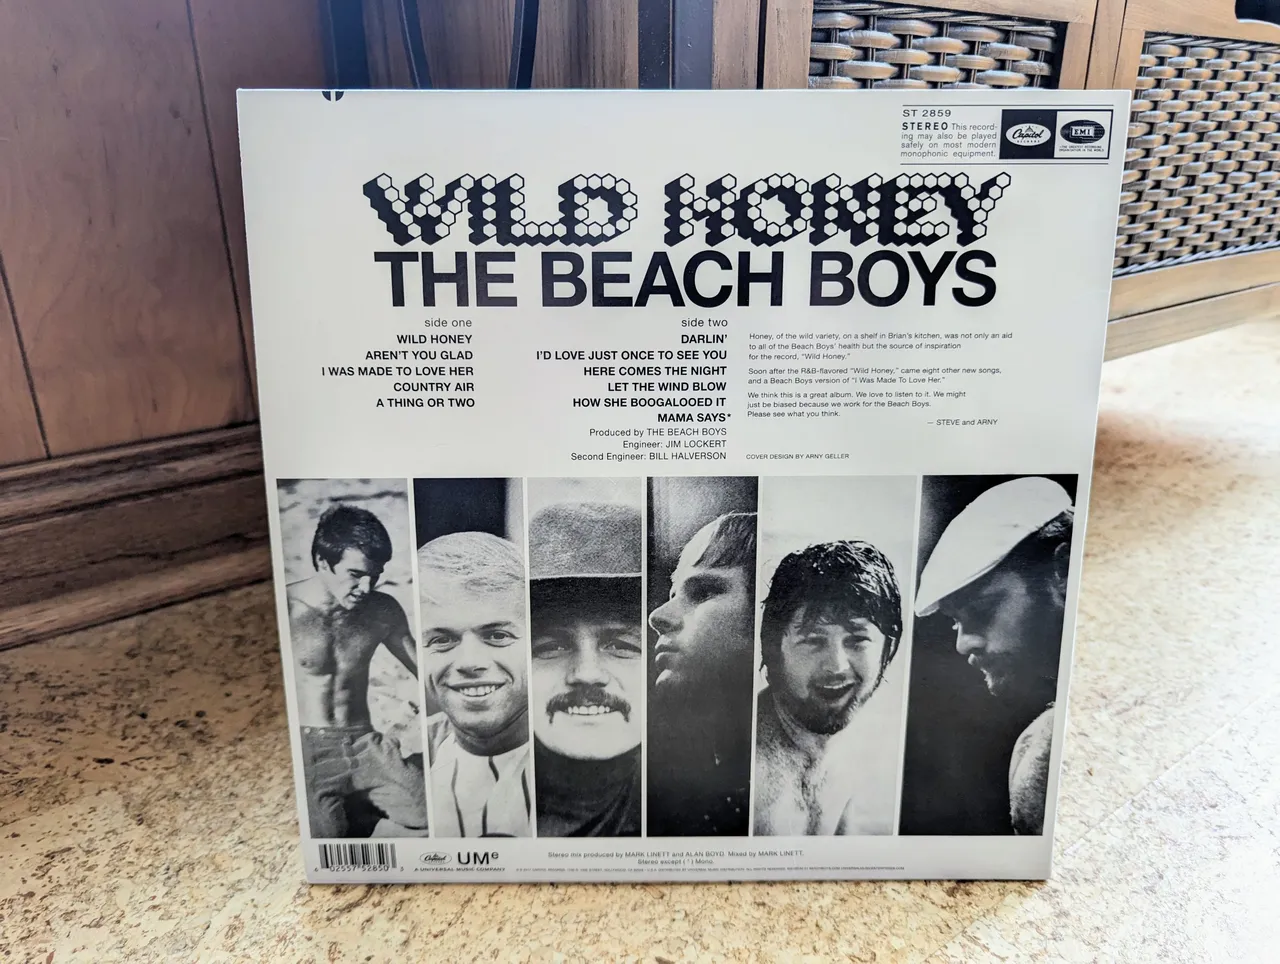 ST 2859
STEREO This record-
ing may also be played
safely on most modern
monophonic equipment.
Capitol
RECORDS
EMI
WILD HONEY
THE BEACH BOYS
side one
WILD HONEY
AREN'T YOU GLAD
I WAS MADE TO LOVE HER
COUNTRY AIR
A THING OR TWO
side two
DARLIN'
I'D LOVE JUST ONCE TO SEE YOU
HERE COMES THE NIGHT
LET THE WIND BLOW
HOW SHE BOOGALOOED IT
MAMA SAYS*
Produced by THE BEACH BOYS
Engineer: JIM LOCKERT
Second Engineer: BILL HALVERSON
Honey, of the wild variety, on a shelf in Brian's kitchen, was not only an aid
to all of the Beach Boys' health but the source of inspiration
for the record, "Wild Honey."
Soon after the R&B-flavored "Wild Honey," came eight other new songs,
and a Beach Boys version of "I Was Made To Love Her."
We think this is a great album. We love to listen to it. We might
just be biased because we work for the Beach Boys.
Please see what you think.
— STEVE and ARNY
COVER DESIGN BY ARNY GELLER
6 02557 52850 3
Capitol
UMe
A UNIVERSAL MUSIC COMPANY
Stereo mix produced by MARK LINETT and ALAN BOYD. Mixed by MARK LINETT.
Stereo except (*) Mono.